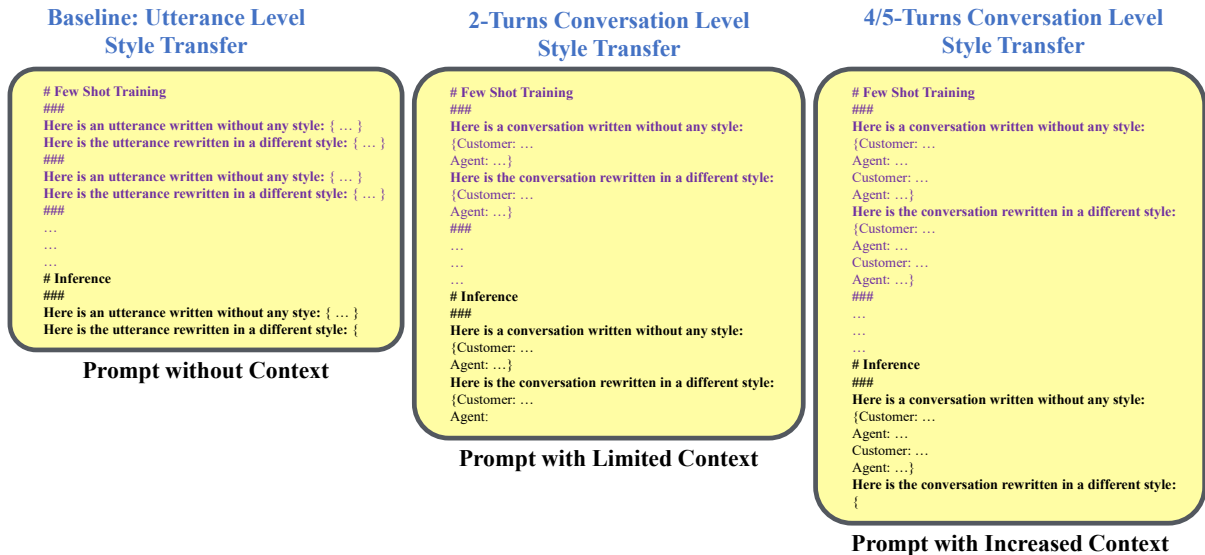 Baseline: Utterance Level
Style Transfer
# Few Shot Training
###
Here is an utterance written without any style: { … }
Here is the utterance rewritten in a different style: { … }
###
Here is an utterance written without any style: { … }
Here is the utterance rewritten in a different style: { … }
###
…
…
…
# Inference
###
Here is an utterance written without any stye: { … }
Here is the utterance rewritten in a different style: {
Prompt without Context
2-Turns Conversation Level
Style Transfer
# Few Shot Training
###
Here is a conversation written without any style:
{Customer: …
Agent: …}
Here is the conversation rewritten in a different style:
{Customer: …
Agent: …}
###
…
…
…
# Inference
###
Here is a conversation written without any style:
{Customer: …
Agent: …}
Here is the conversation rewritten in a different style:
{Customer: …
Agent:
Prompt with Limited Context
4/5-Turns Conversation Level
Style Transfer
# Few Shot Training
###
Here is a conversation written without any style:
{Customer: …
Agent: …
Customer: …
Agent: …}
Here is the conversation rewritten in a different style:
{Customer: …
Agent: …
Customer: …
Agent: …}
###
…
…
…
# Inference
###
Here is a conversation written without any style:
{Customer: …
Agent: …
Customer: …
Agent: …}
Here is the conversation rewritten in a different style:
{
Prompt with Increased Context